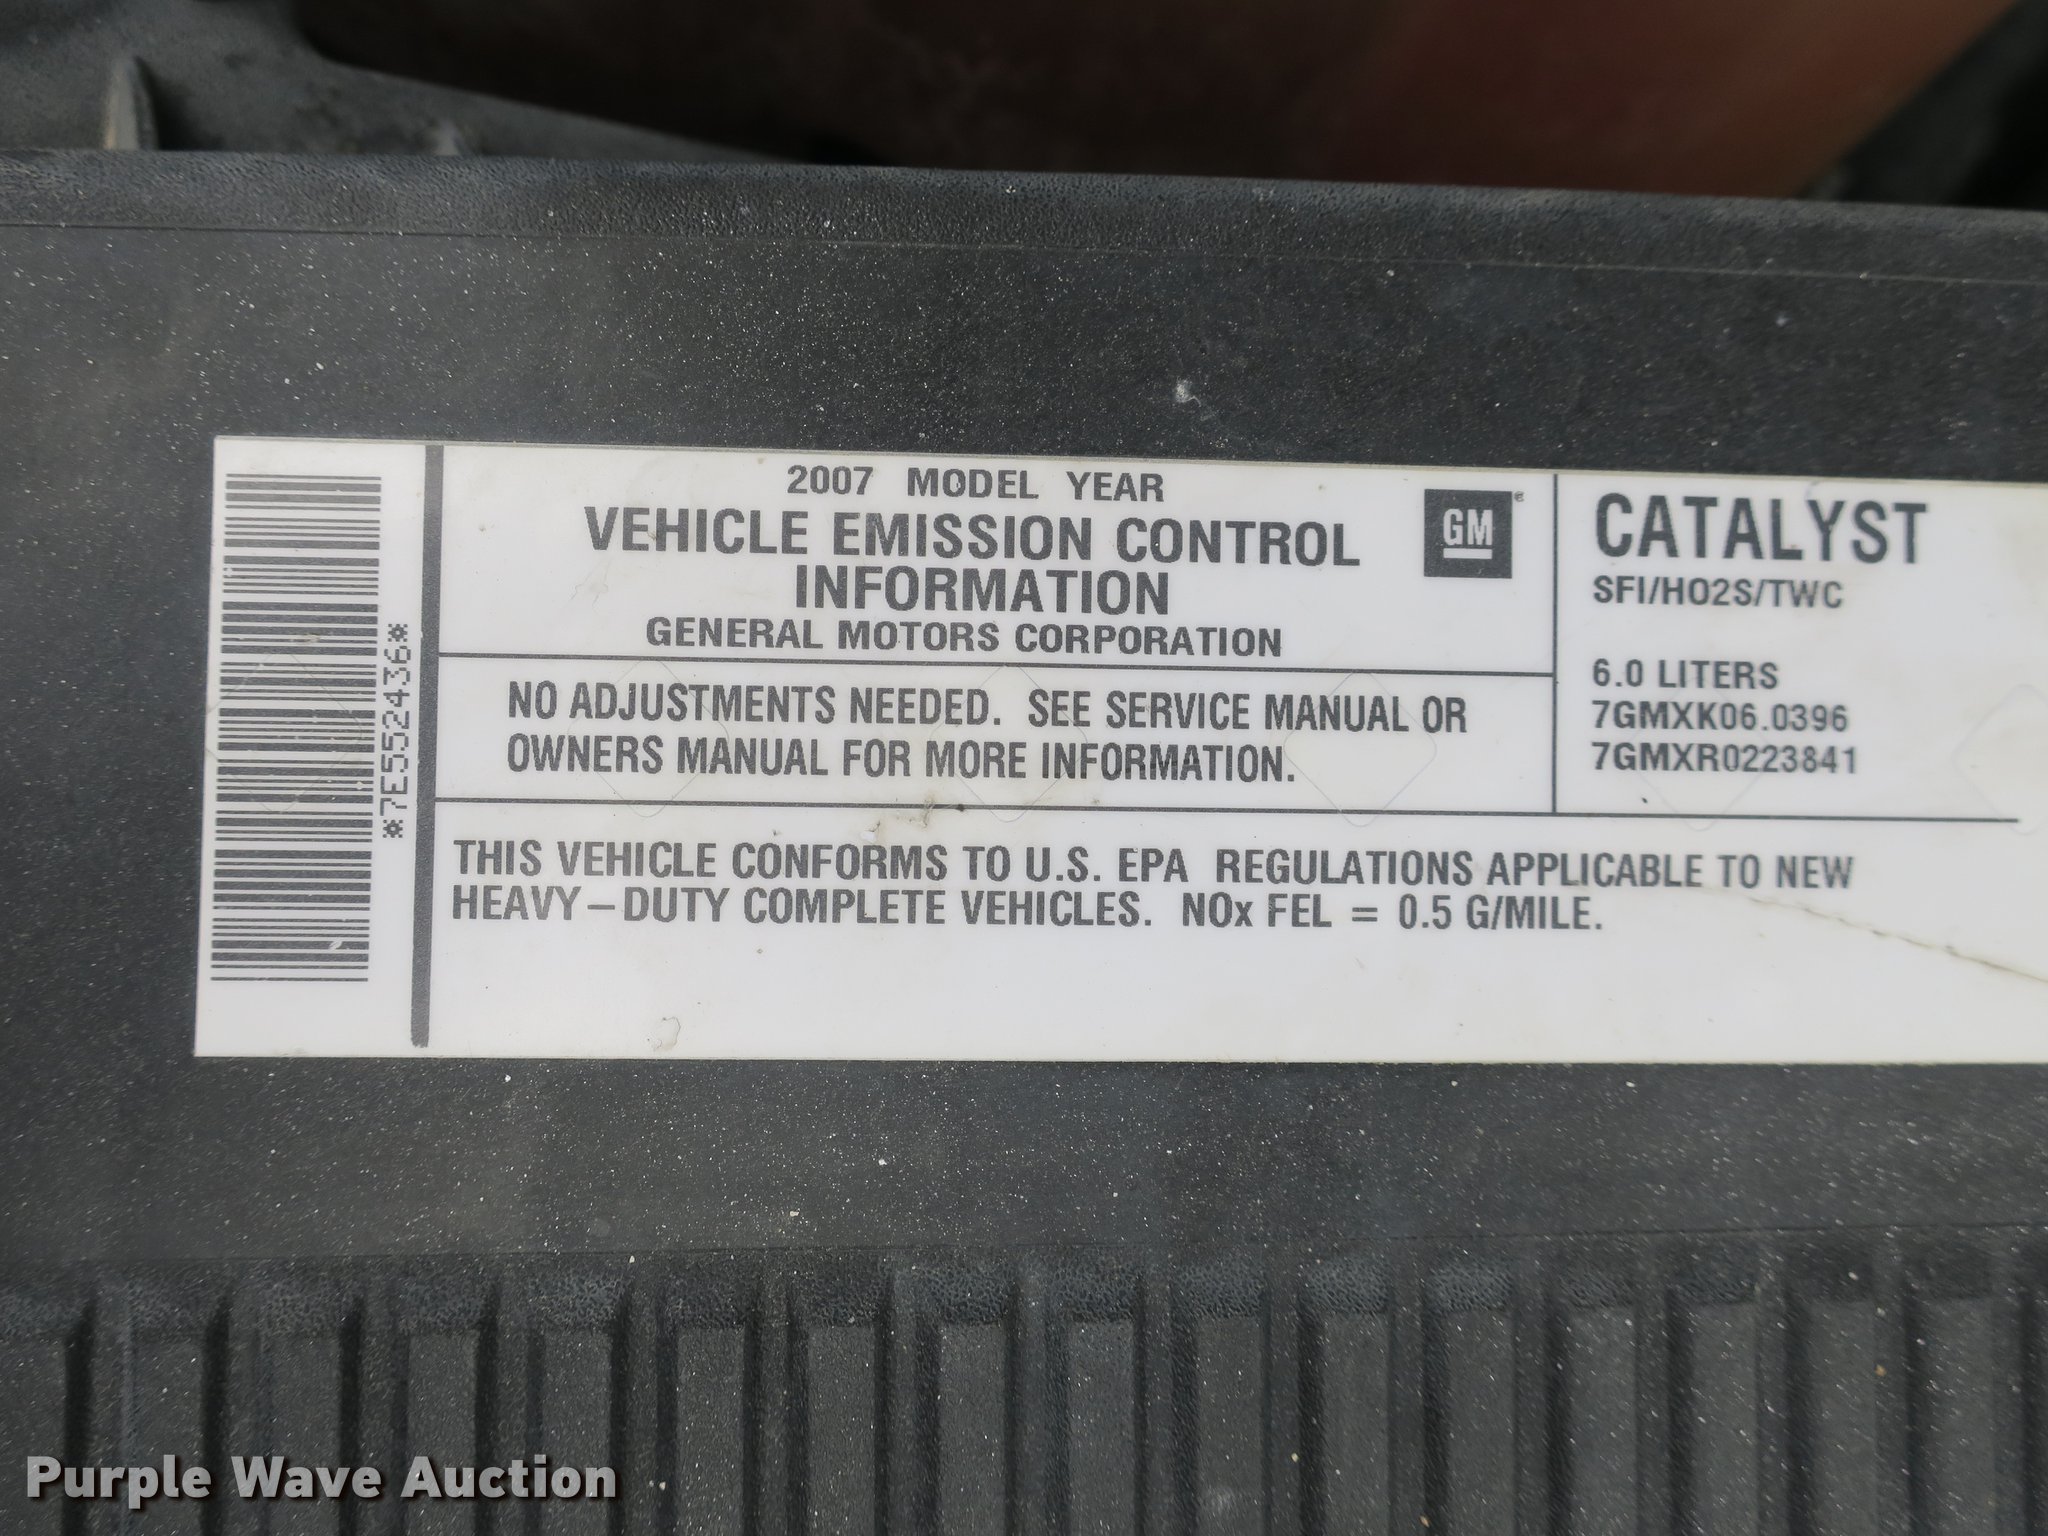 *7E552436*
2007 MODEL YEAR
VEHICLE EMISSION CONTROL
INFORMATION
GENERAL MOTORS CORPORATION
GM®
NO ADJUSTMENTS NEEDED. SEE SERVICE MANUAL OR
OWNERS MANUAL FOR MORE INFORMATION.
CATALYST
SFI/HO2S/TWC
6.0 LITERS
7GMXK06.0396
7GMXR0223841
THIS VEHICLE CONFORMS TO U.S. EPA REGULATIONS APPLICABLE TO NEW
HEAVY-DUTY COMPLETE VEHICLES. NOx FEL = 0.5 G/MILE.
Purple Wave Auction